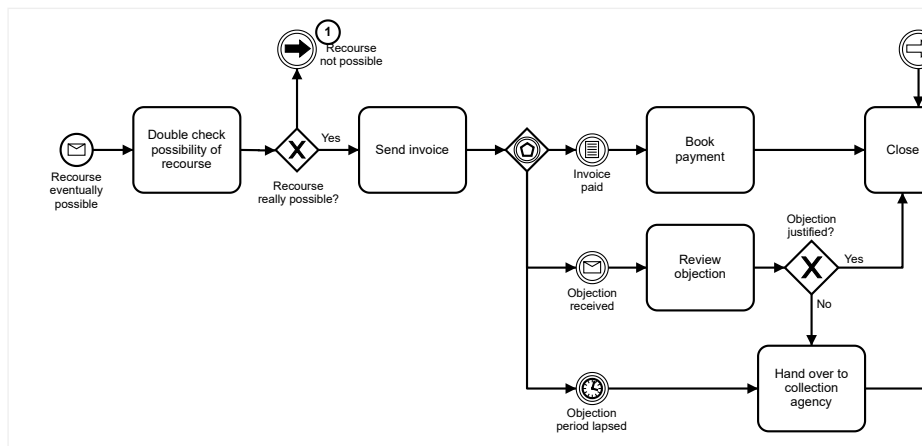 1
Recourse
not possible
Double check
possibility of
recourse
Recourse
eventually
possible
Yes
Recourse
really possible?
Send invoice
Invoice
paid
Book
payment
Close
Objection
received
Review
objection
Objection
justified?
Yes
No
Objection
period lapsed
Hand over to
collection
agency